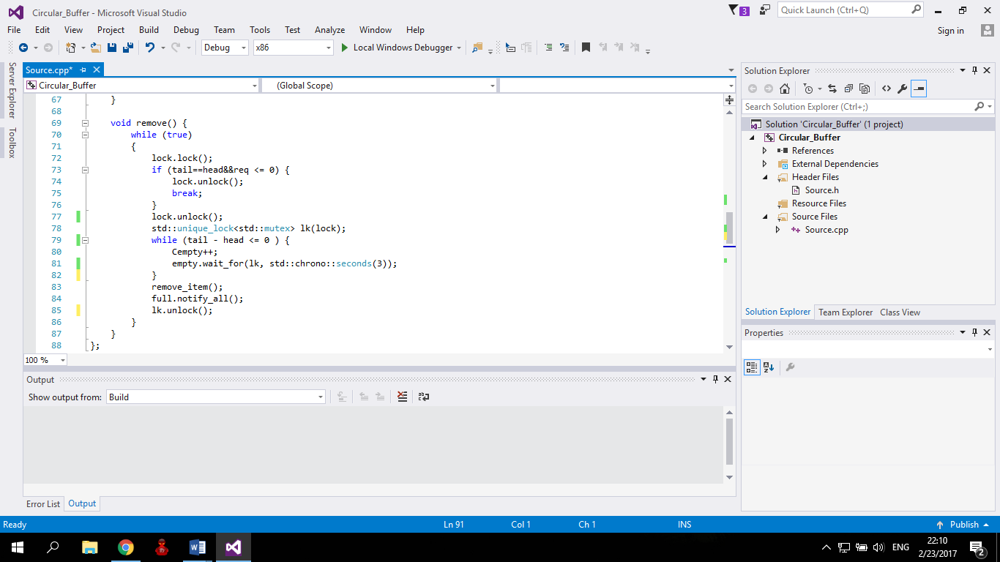 Circular_Buffer - Microsoft Visual Studio
3
Quick Launch (Ctrl+Q)
File Edit View Project Build Debug Team Tools Test Analyze Window Help
Sign in
Debug x86 Local Windows Debugger
Server Explorer
Toolbox
Source.cpp*
Circular_Buffer (Global Scope)
67 }
68
69 void remove() {
70 while (true)
71 {
72 lock.lock();
73 if (tail==head&&req <= 0) {
74 lock.unlock();
75 break;
76 }
77 lock.unlock();
78 std::unique_lock<std::mutex> lk(lock);
79 while (tail - head <= 0 ) {
80 Cempty++;
81 empty.wait_for(lk, std::chrono::seconds(3));
82 }
83 remove_item();
84 full.notify_all();
85 lk.unlock();
86 }
87 }
88 };
100 %
Output
Show output from: Build
Error List Output
Solution Explorer
Search Solution Explorer (Ctrl+;)
Solution 'Circular_Buffer' (1 project)
Circular_Buffer
References
External Dependencies
Header Files
Source.h
Resource Files
Source Files
Source.cpp
Solution Explorer Team Explorer Class View
Properties
Ready Ln 91 Col 1 Ch 1 INS Publish
ENG
22:10
2/23/2017
2